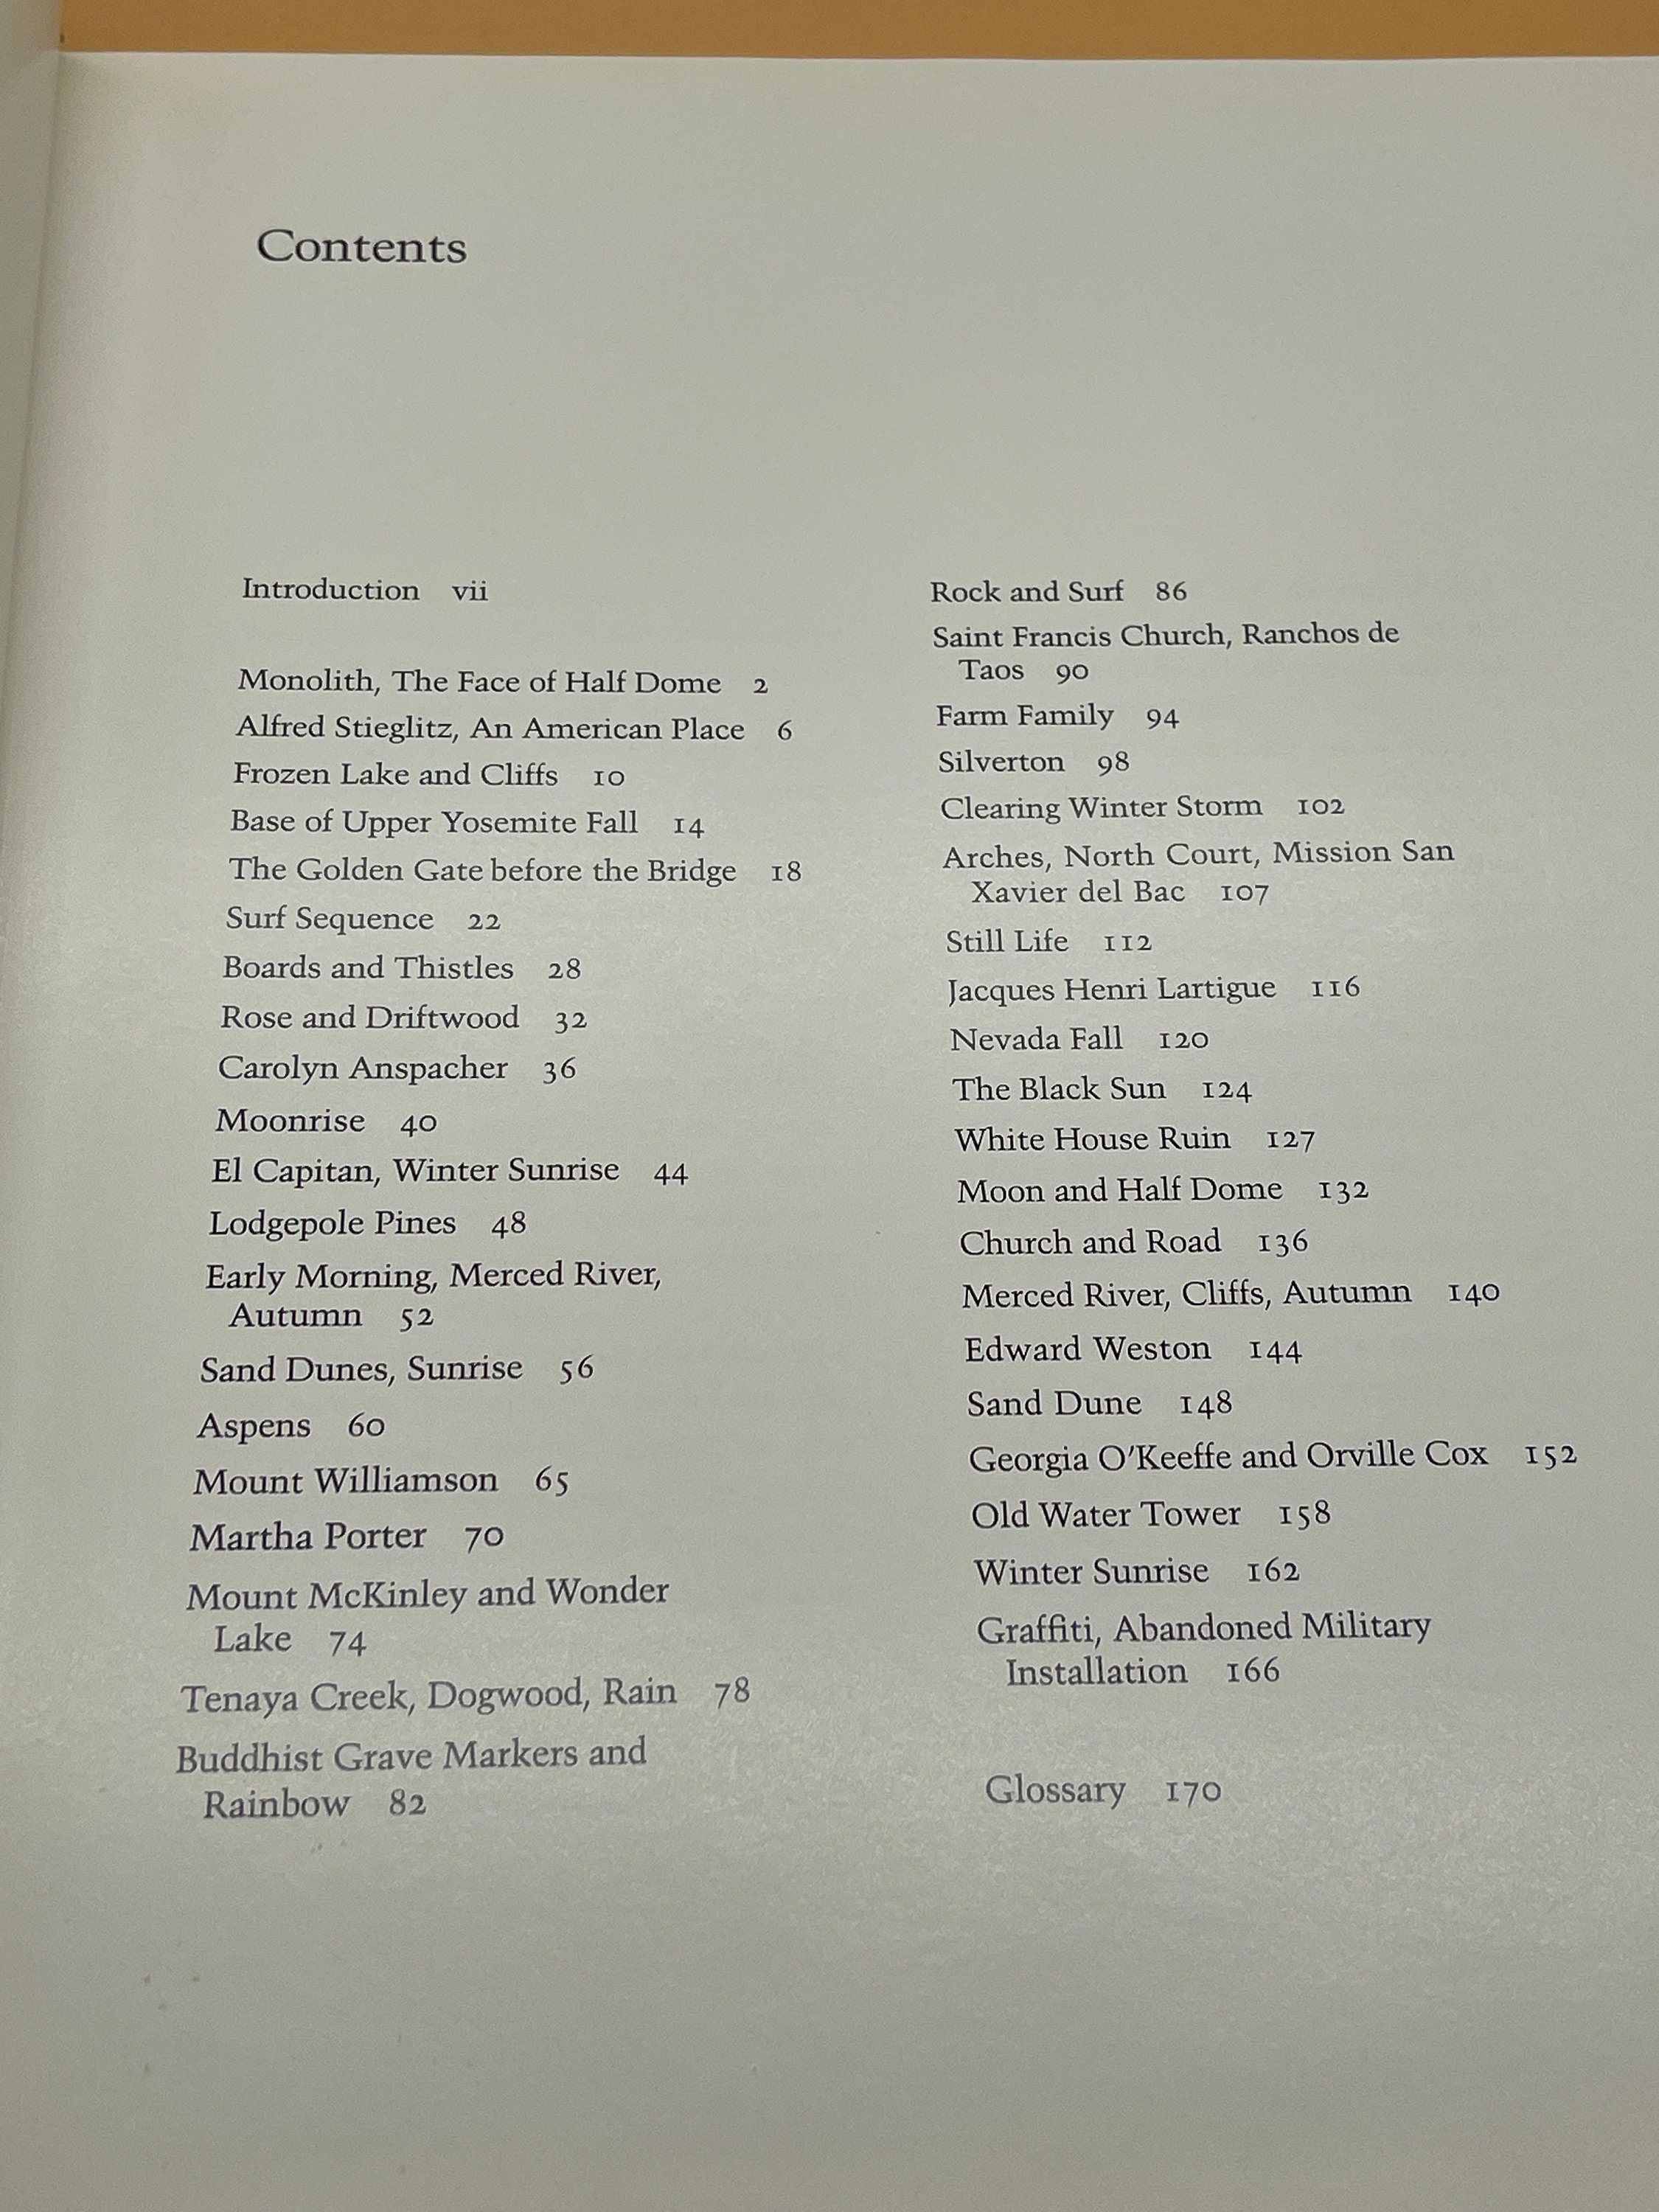 Contents
Introduction vii
Monolith, The Face of Half Dome 2
Alfred Stieglitz, An American Place 6
Frozen Lake and Cliffs 10
Base of Upper Yosemite Fall 14
The Golden Gate before the Bridge 18
Surf Sequence 22
Boards and Thistles 28
Rose and Driftwood 32
Carolyn Anspacher 36
Moonrise 40
El Capitan, Winter Sunrise 44
Lodgepole Pines 48
Early Morning, Merced River,
Autumn 52
Sand Dunes, Sunrise 56
Aspens 60
Mount Williamson 65
Martha Porter 70
Mount McKinley and Wonder
Lake 74
Tenaya Creek, Dogwood, Rain 78
Buddhist Grave Markers and
Rainbow 82
Rock and Surf 86
Saint Francis Church, Ranchos de
Taos 90
Farm Family 94
Silverton 98
Clearing Winter Storm 102
Arches, North Court, Mission San
Xavier del Bac 107
Still Life 112
Jacques Henri Lartigue 116
Nevada Fall 120
The Black Sun 124
White House Ruin 127
Moon and Half Dome 132
Church and Road 136
Merced River, Cliffs, Autumn 140
Edward Weston 144
Sand Dune 148
Georgia O'Keeffe and Orville Cox 152
Old Water Tower 158
Winter Sunrise 162
Graffiti, Abandoned Military
Installation 166
Glossary 170